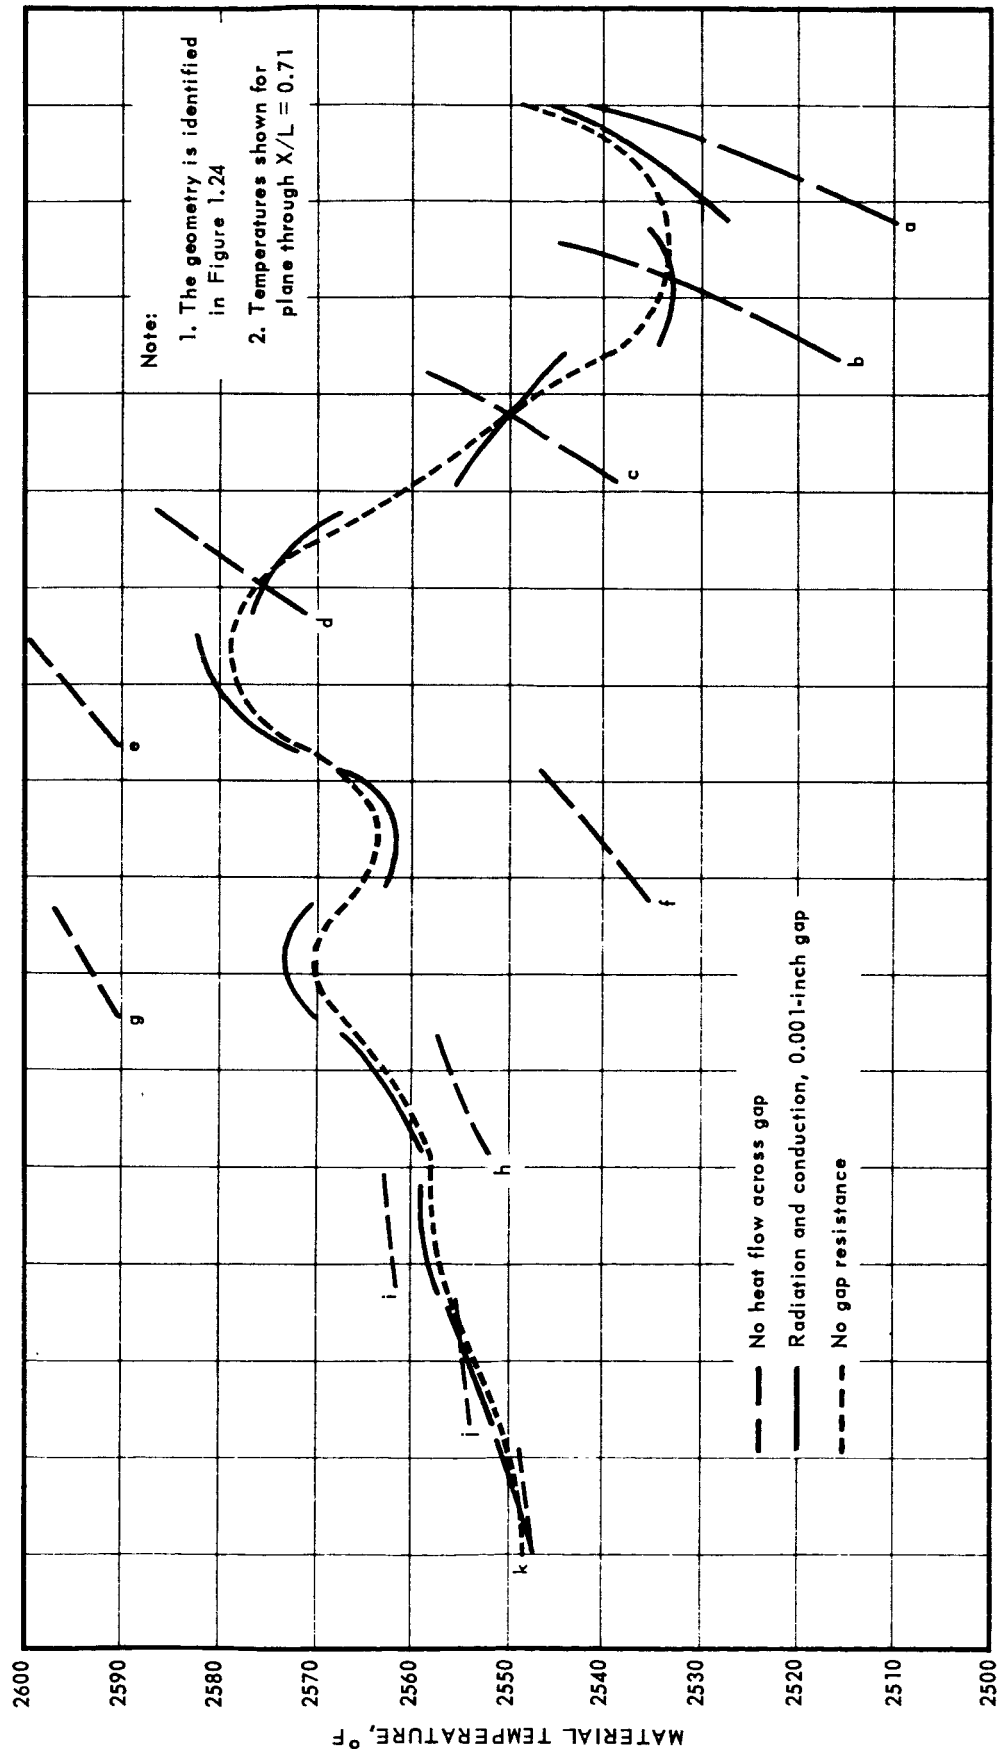 Note:
1. The geometry is identified
in Figure 1.24
2. Temperatures shown for
plane through X/L = 0.71
MATERIAL TEMPERATURE, °F
2600
2590
2580
2570
2560
2550
2540
2530
2520
2510
2500
k
j
i
h
g
f
e
d
c
b
a
No heat flow across gap
Radiation and conduction, 0.001-inch gap
No gap resistance